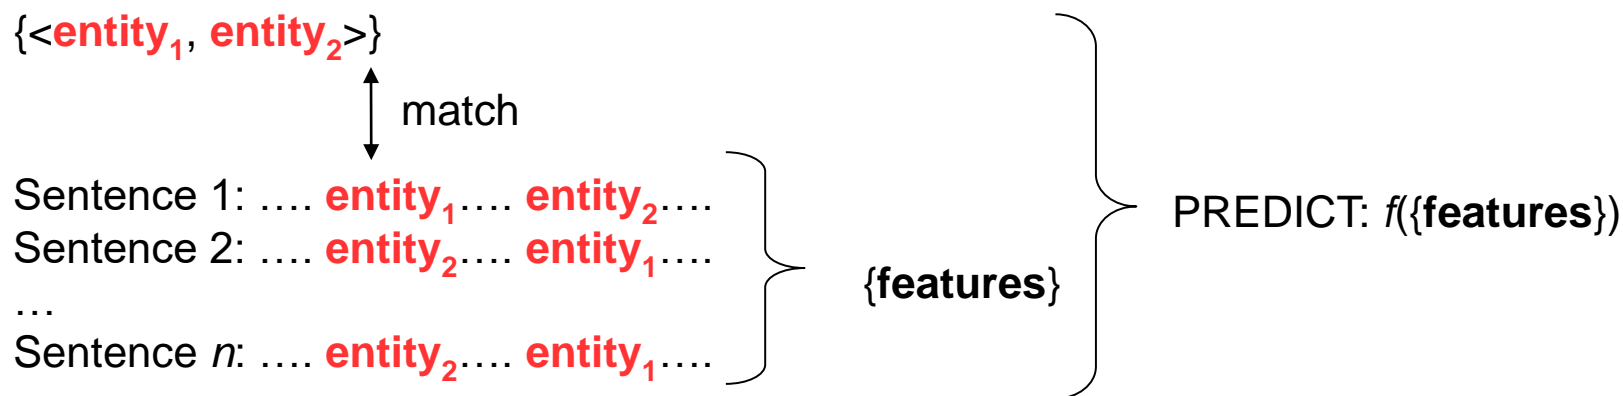 {<entity₁, entity₂>}
match
Sentence 1: …. entity₁…. entity₂….
Sentence 2: …. entity₂…. entity₁….
…
Sentence n: …. entity₂…. entity₁….
{features}
PREDICT: f({features})